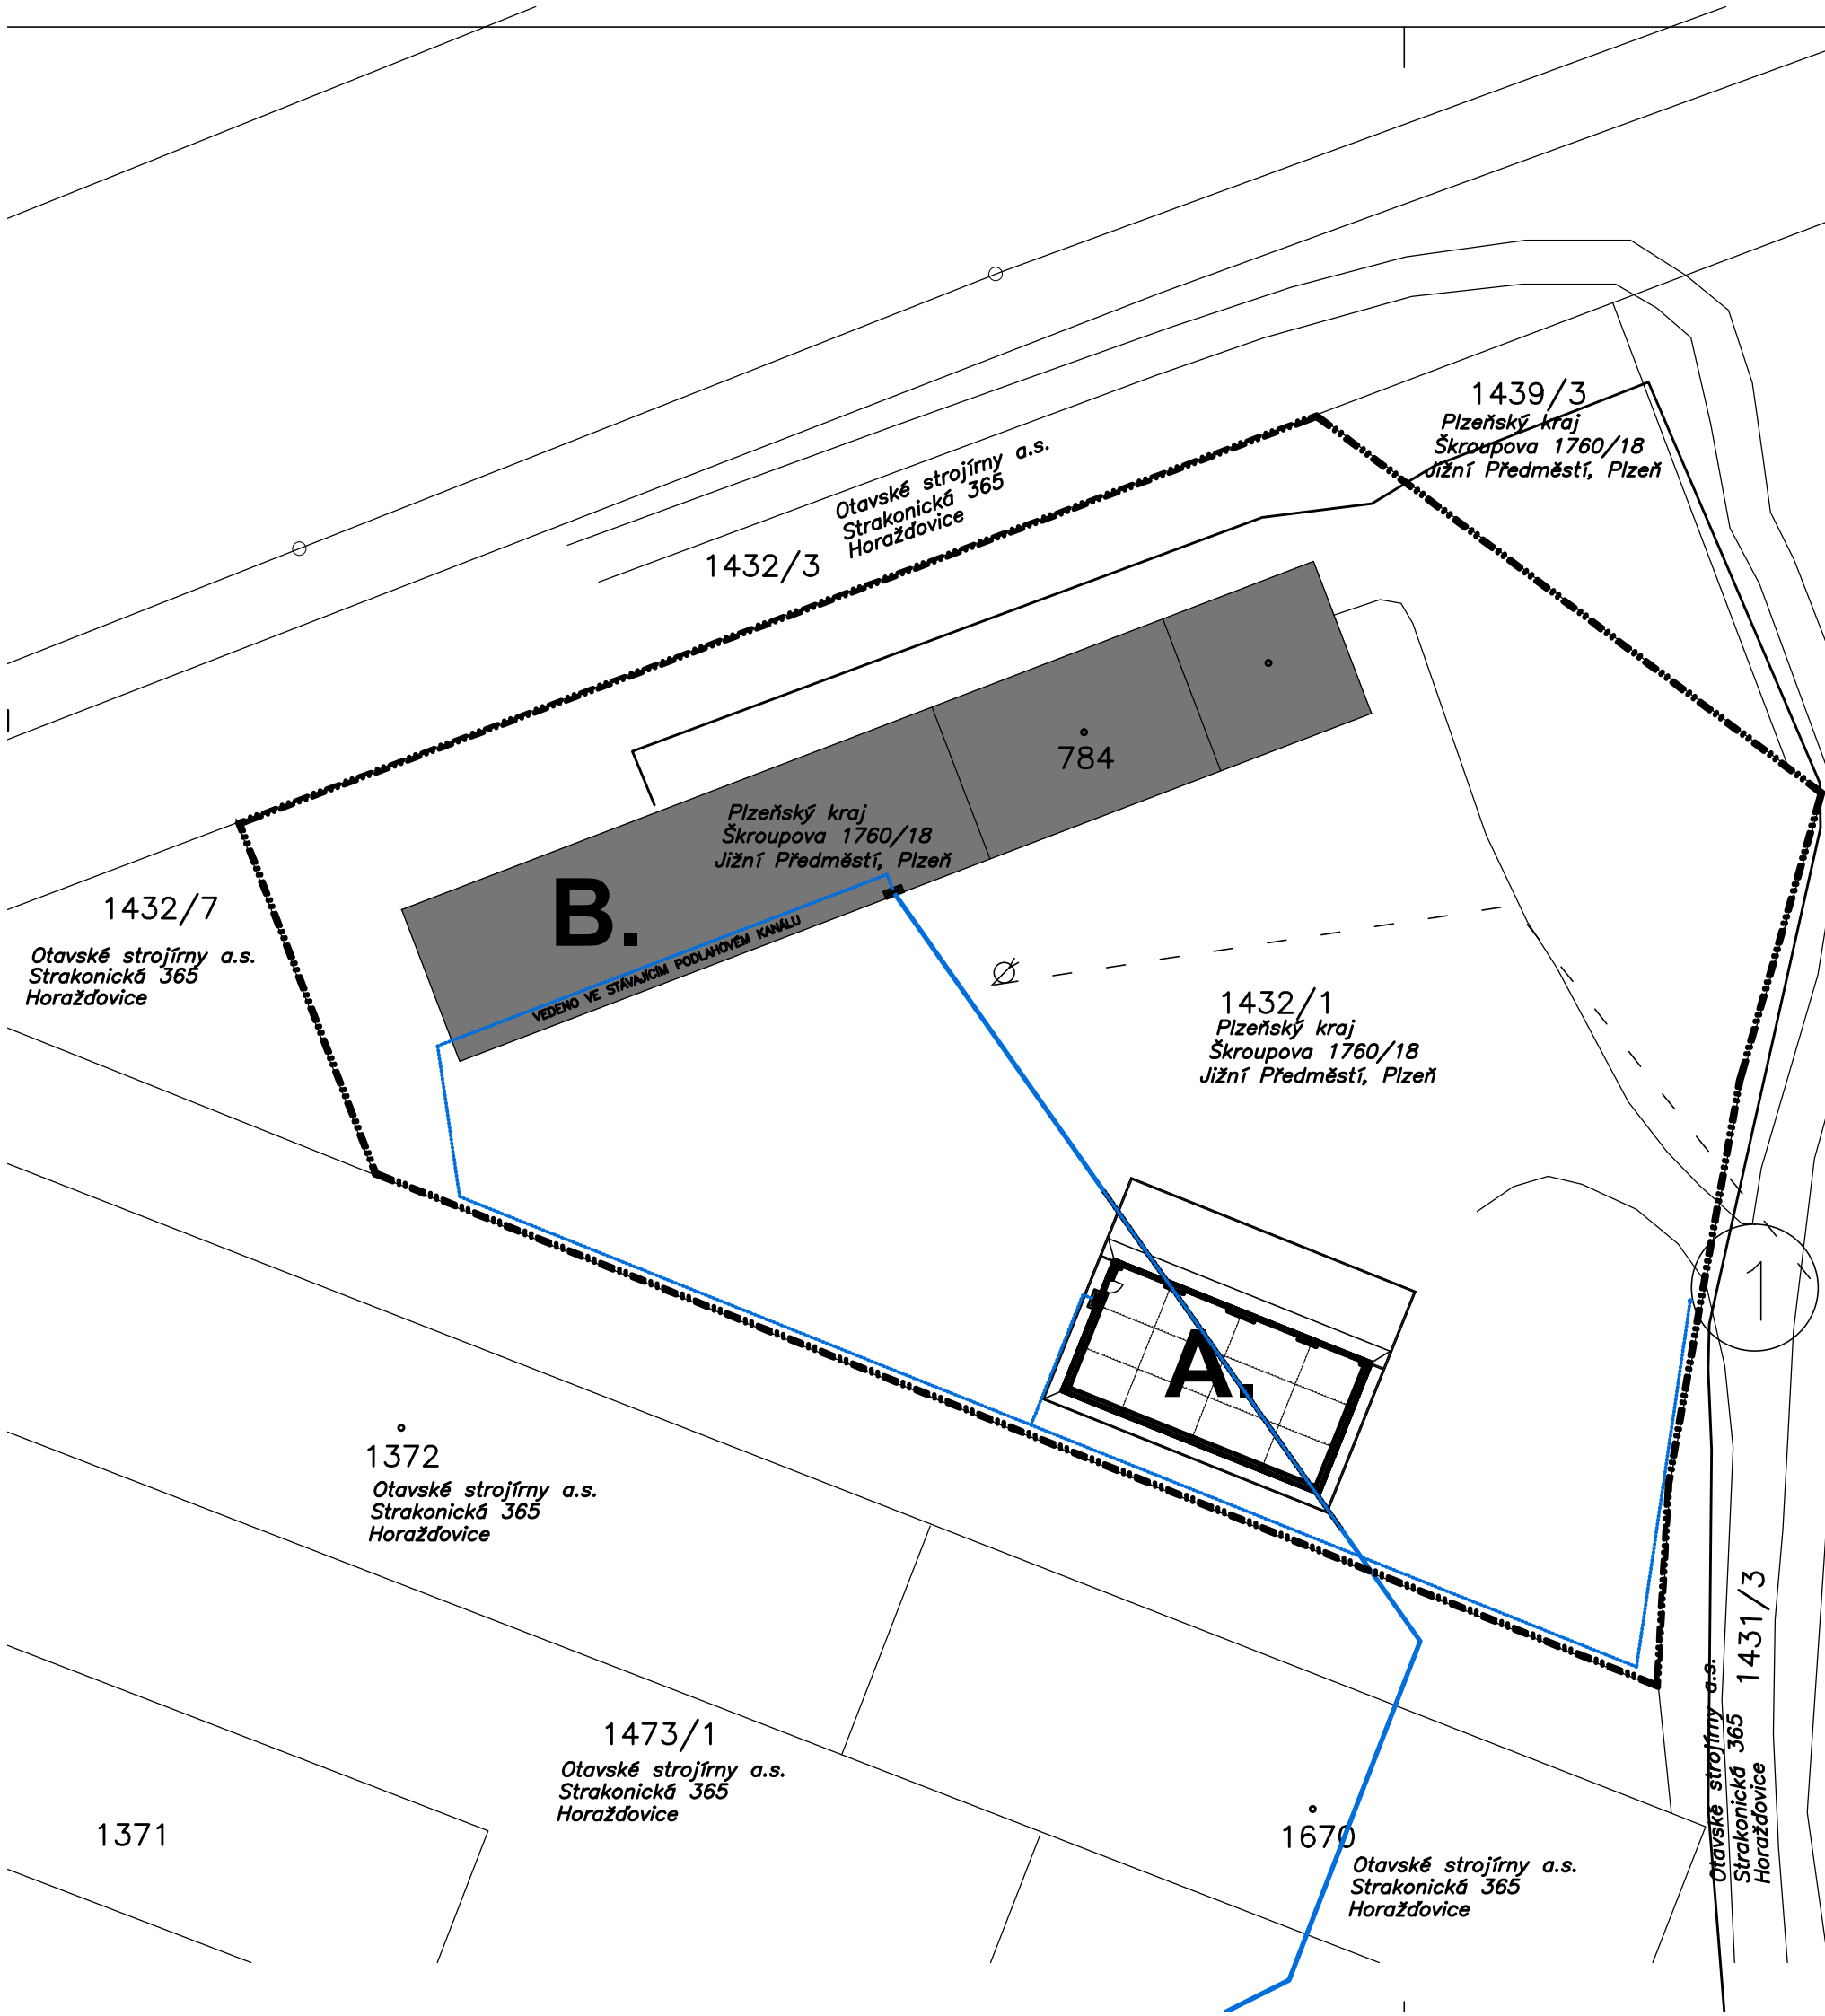 1439/3
Plzeňský kraj
Škroupova 1760/18
Jižní Předměstí, Plzeň
Otavské strojírny a.s.
Strakonická 365
Horažďovice
1432/3
784
Plzeňský kraj
Škroupova 1760/18
Jižní Předměstí, Plzeň
B.
VEDENO VE STÁVAJÍCÍM PODLAHOVÉM KANÁLU
1432/7
Otavské strojírny a.s.
Strakonická 365
Horažďovice
1432/1
Plzeňský kraj
Škroupova 1760/18
Jižní Předměstí, Plzeň
1
A.
1372
Otavské strojírny a.s.
Strakonická 365
Horažďovice
1431/3
Otavské strojírny a.s.
Strakonická 365
Horažďovice
1473/1
Otavské strojírny a.s.
Strakonická 365
Horažďovice
1371
1670
Otavské strojírny a.s.
Strakonická 365
Horažďovice